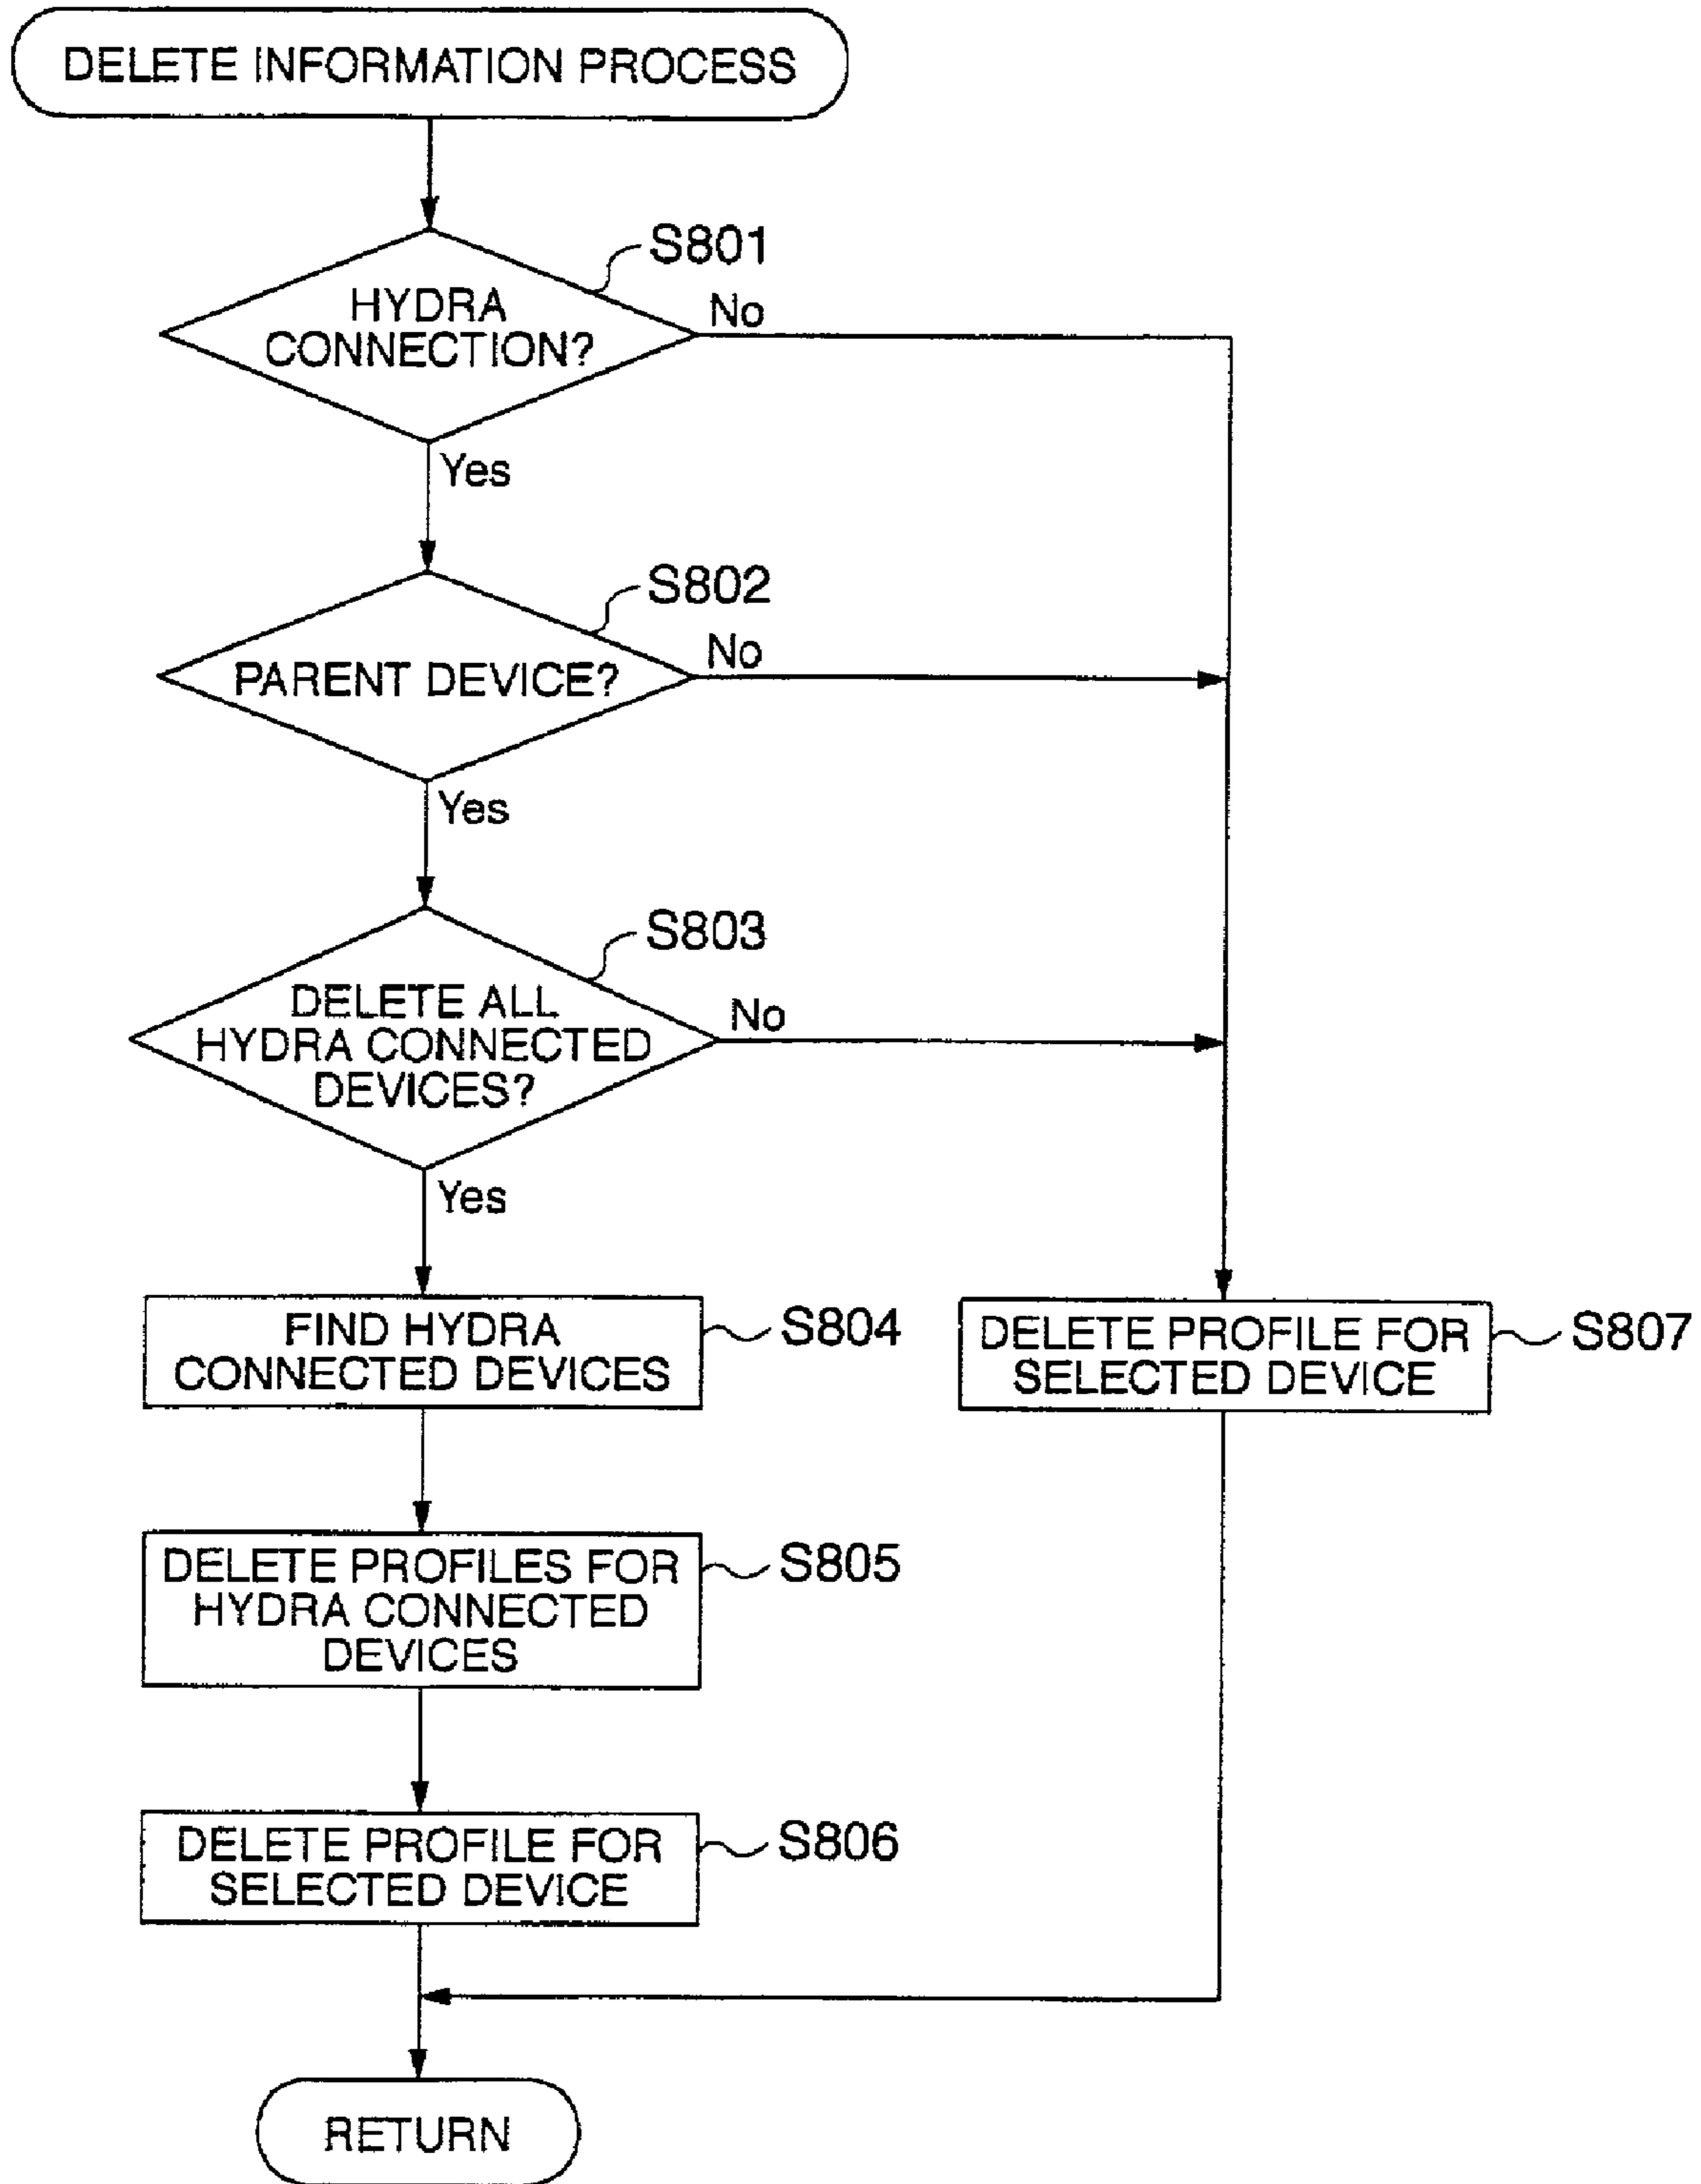 DELETE INFORMATION PROCESS
S801
HYDRA
CONNECTION?
No
Yes
S802
PARENT DEVICE?
No
Yes
S803
DELETE ALL
HYDRA CONNECTED
DEVICES?
No
Yes
FIND HYDRA
CONNECTED DEVICES
S804
DELETE PROFILE FOR
SELECTED DEVICE
S807
DELETE PROFILES FOR
HYDRA CONNECTED
DEVICES
S805
DELETE PROFILE FOR
SELECTED DEVICE
S806
RETURN